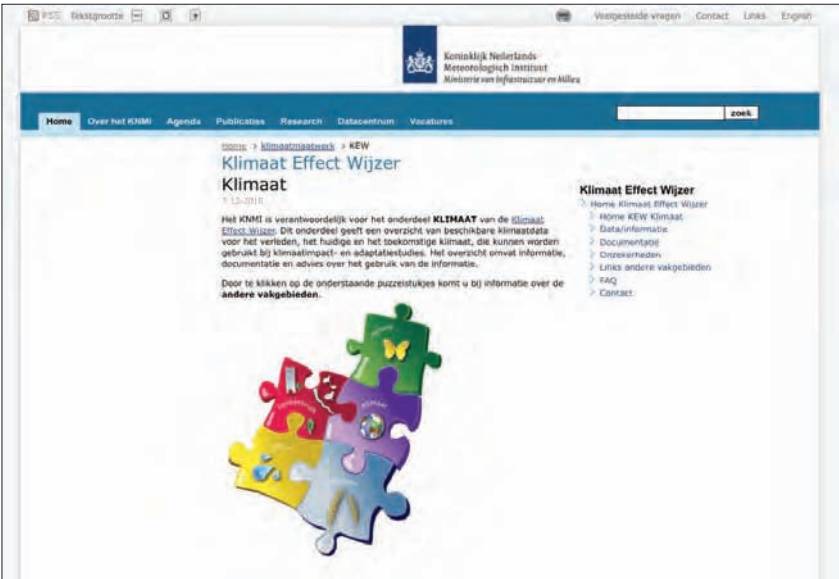 RSS Tekstgrootte
Veelgestelde vragen Contact Links English
Koninklijk Nederlands
Meteorologisch Instituut
Ministerie van Infrastructuur en Milieu
Home Over het KNMI Agenda Publicaties Research Datacentrum Vacatures
zoek
Home > klimaatmaatwerk > KEW
Klimaat Effect Wijzer
Klimaat
7-12-2010
Het KNMI is verantwoordelijk voor het onderdeel KLIMAAT van de Klimaat
Effect Wijzer. Dit onderdeel geeft een overzicht van beschikbare klimaatdata
voor het verleden, het huidige en het toekomstige klimaat, die kunnen worden
gebruikt bij klimaatimpact- en adaptatiestudies. Het overzicht omvat informatie,
documentatie en advies over het gebruik van de informatie.
Door te klikken op de onderstaande puzzelstukjes komt u bij informatie over de
andere vakgebieden.
Klimaat Effect Wijzer
Home Klimaat Effect Wijzer
Home KEW Klimaat
Data/informatie
Documentatie
Onzekerheden
Links andere vakgebieden
FAQ
Contact
KLIMAAT